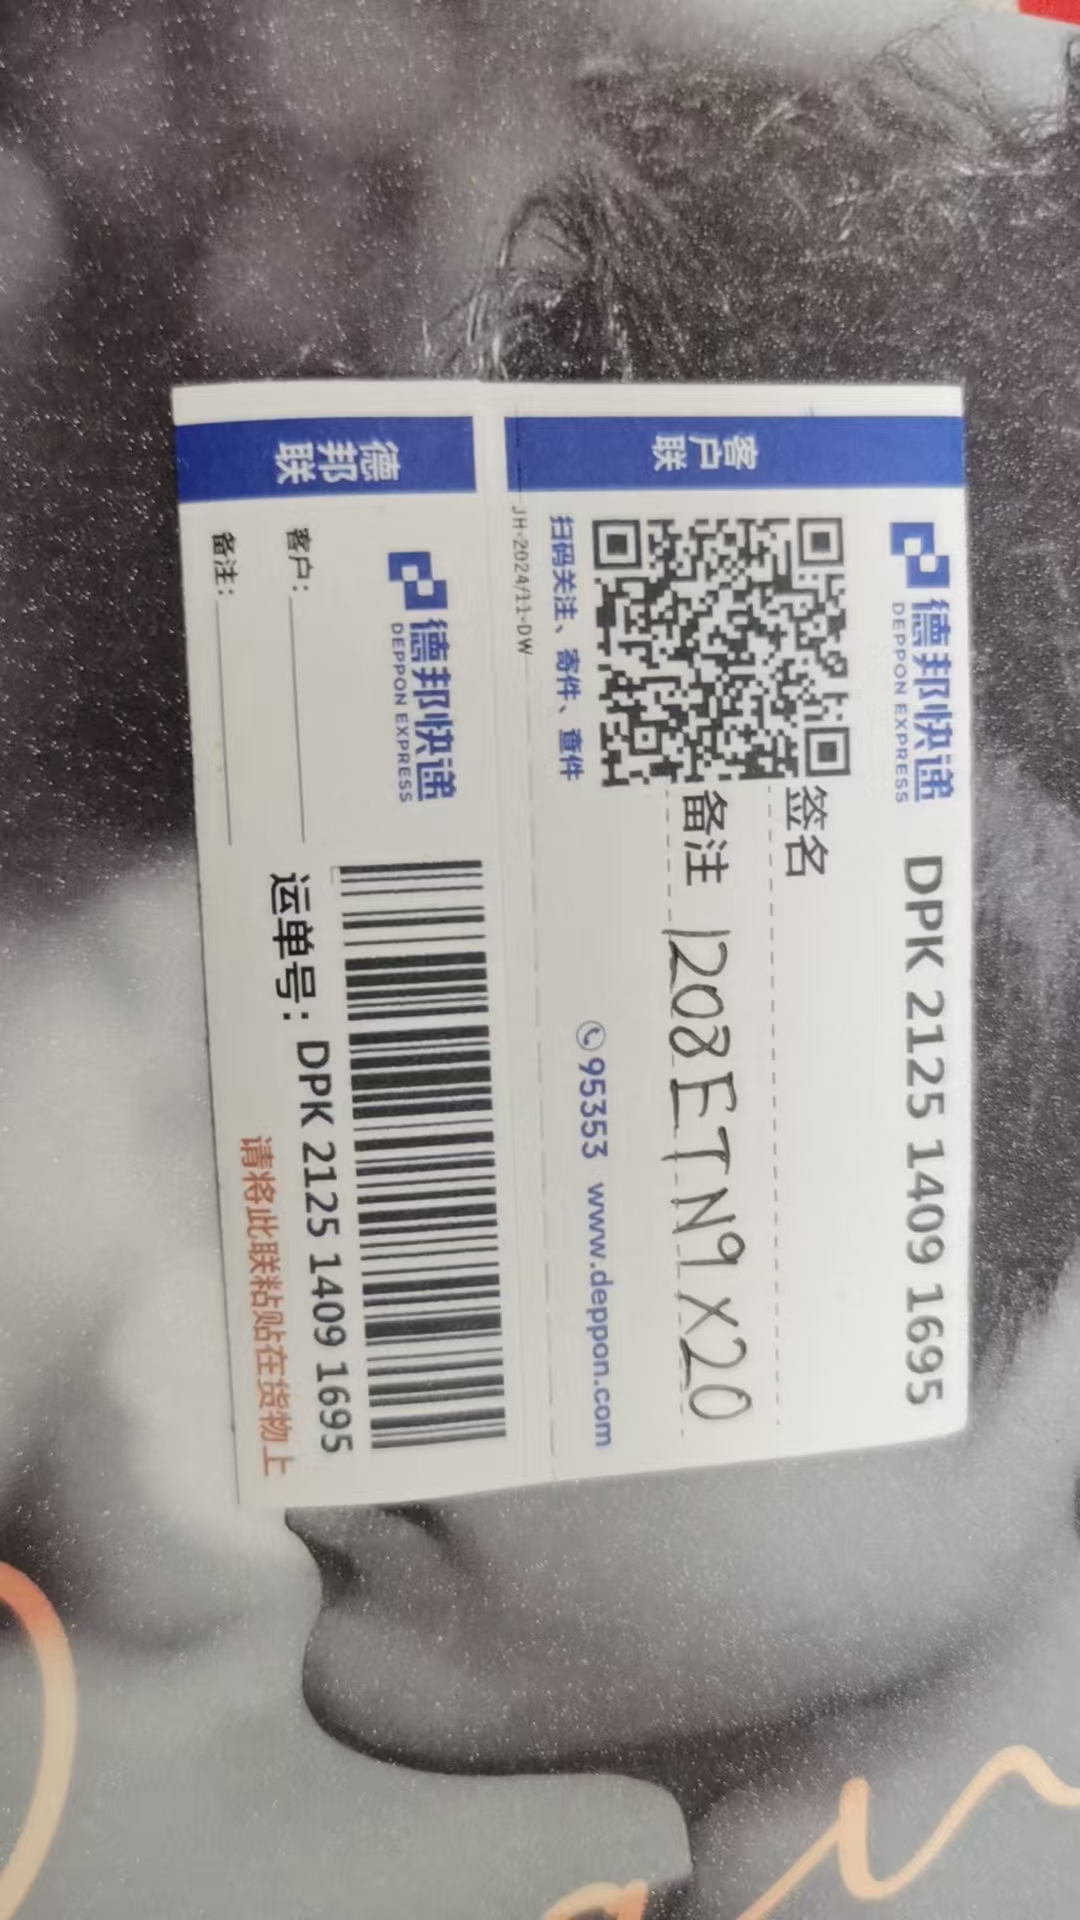 客户联
德邦快递
DEPPON EXPRESS
DPK 2125 1409 1695
签名
备注 1208ETN9X20
扫码关注、寄件、查件
95353 www.deppon.com
JH-2024/11-DW
德邦联
德邦快递
DEPPON EXPRESS
客户:
备注:
运单号: DPK 2125 1409 1695
请将此联粘贴在货物上